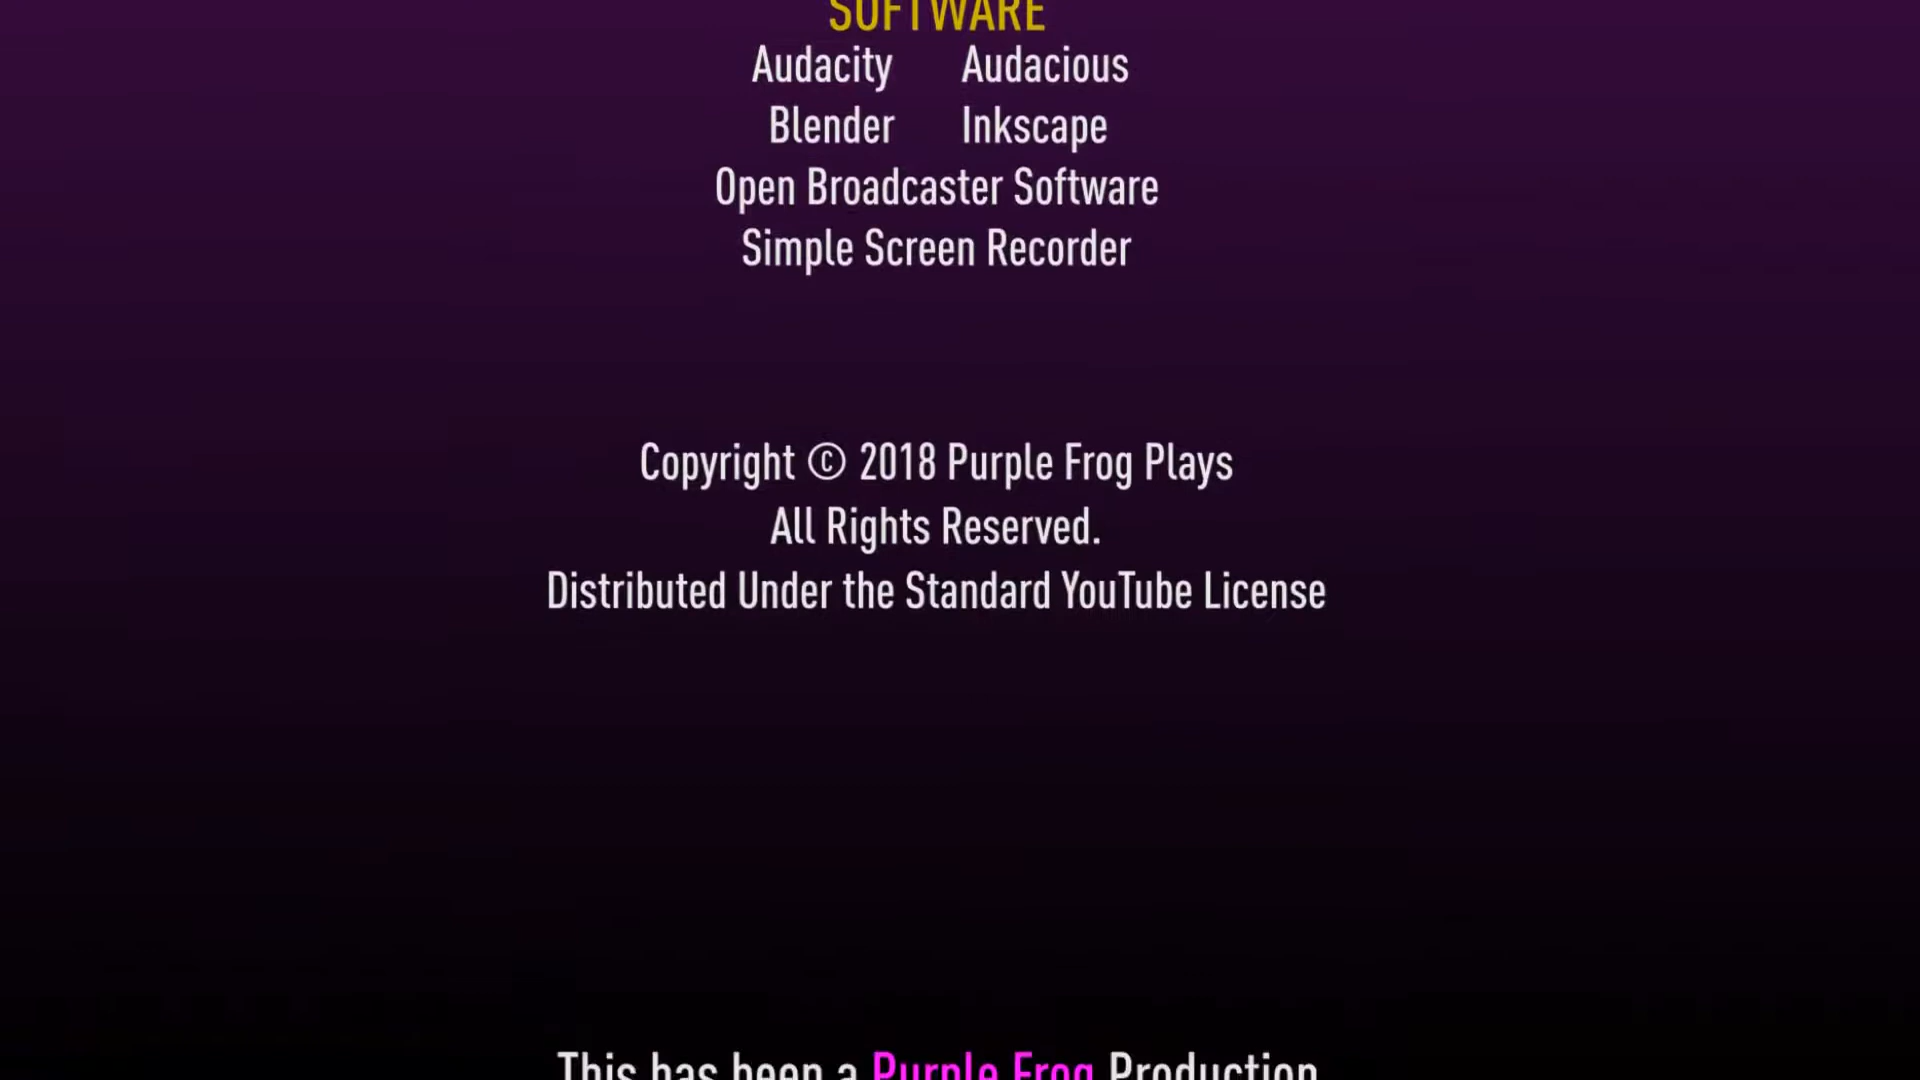 SOFTWARE
Audacity Audacious
Blender Inkscape
Open Broadcaster Software
Simple Screen Recorder
Copyright © 2018 Purple Frog Plays
All Rights Reserved.
Distributed Under the Standard YouTube License
This has been a Purple Frog Production